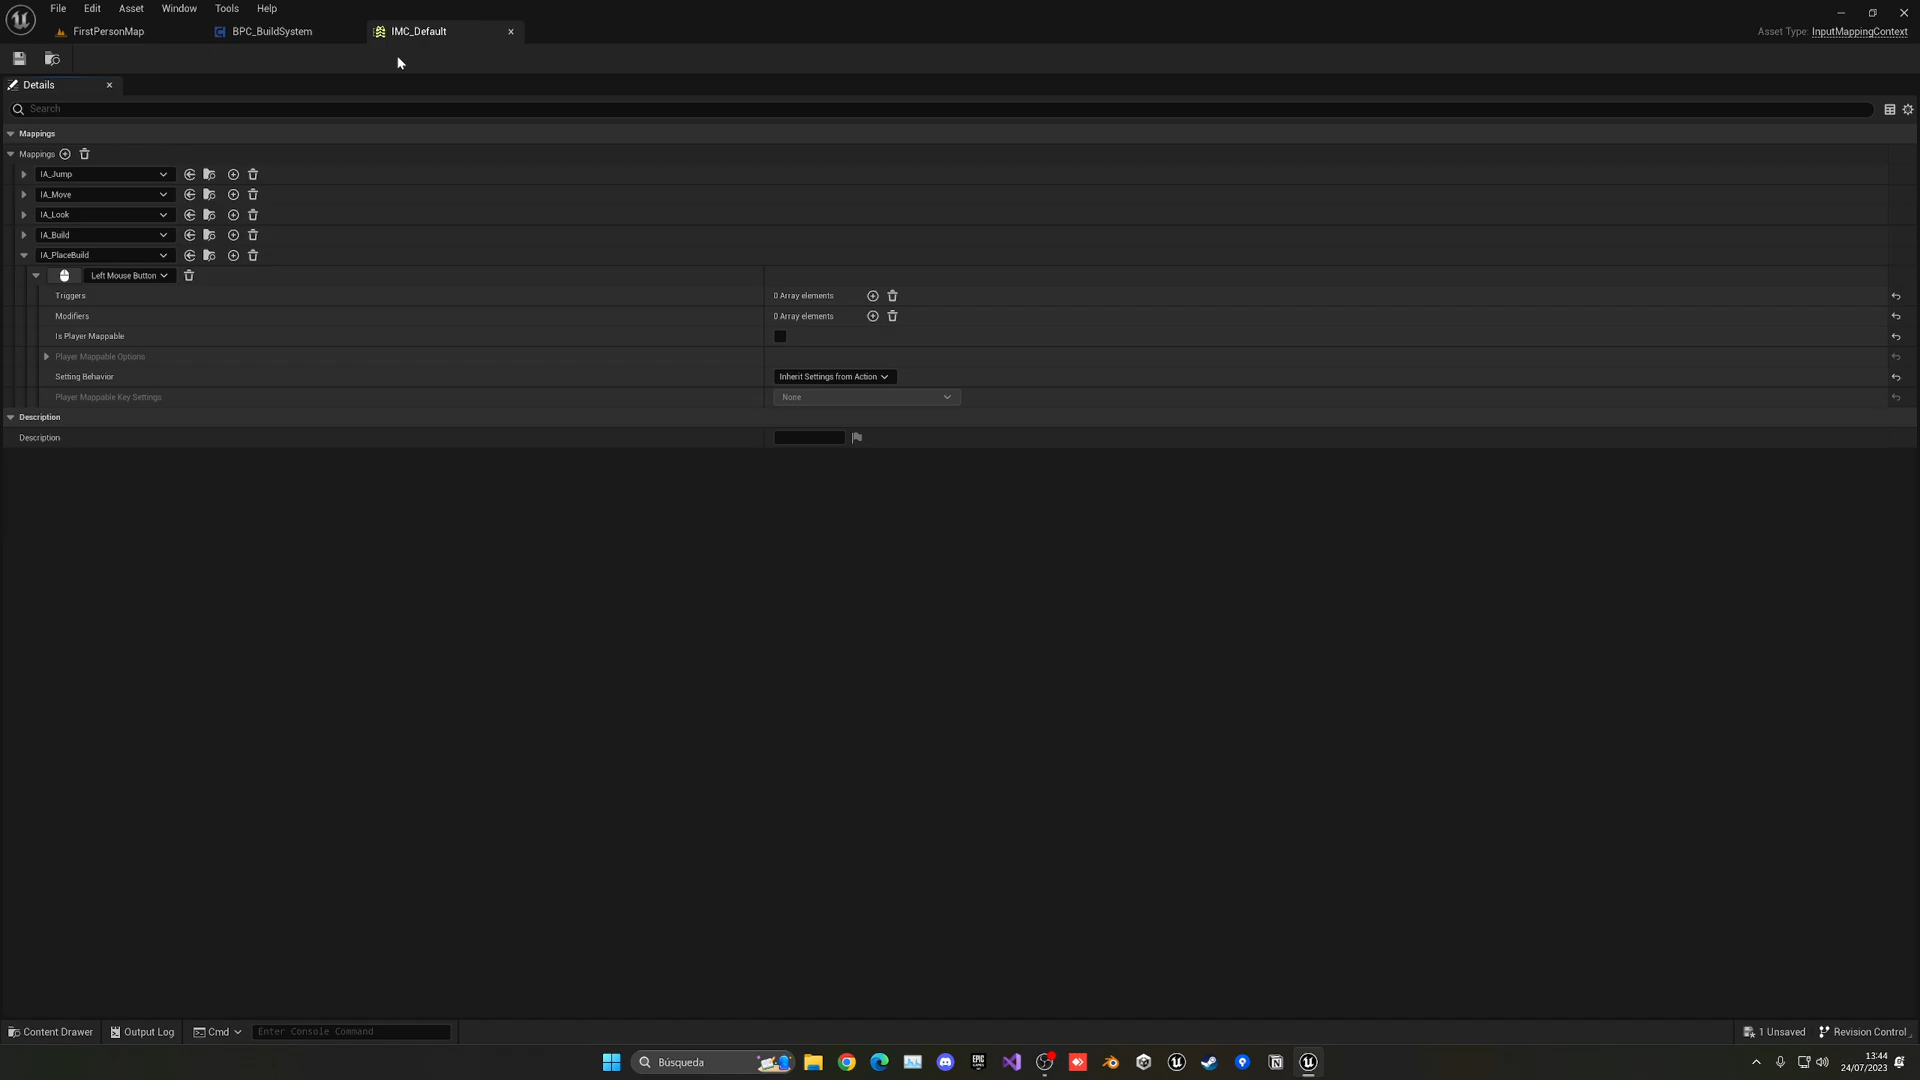 File Edit Asset Window Tools Help
FirstPersonMap BPC_BuildSystem IMC_Default Asset Type: InputMappingContext
Details
Search
Mappings
Mappings
IA_Jump
IA_Move
IA_Look
IA_Build
IA_PlaceBuild
Left Mouse Button
Triggers 0 Array elements
Modifiers 0 Array elements
Is Player Mappable
Player Mappable Options
Setting Behavior Inherit Settings from Action
Player Mappable Key Settings None
Description
Description
Content Drawer Output Log Cmd Enter Console Command 1 Unsaved Revision Control
Búsqueda EPIC GAMES 13:44
24/07/2023